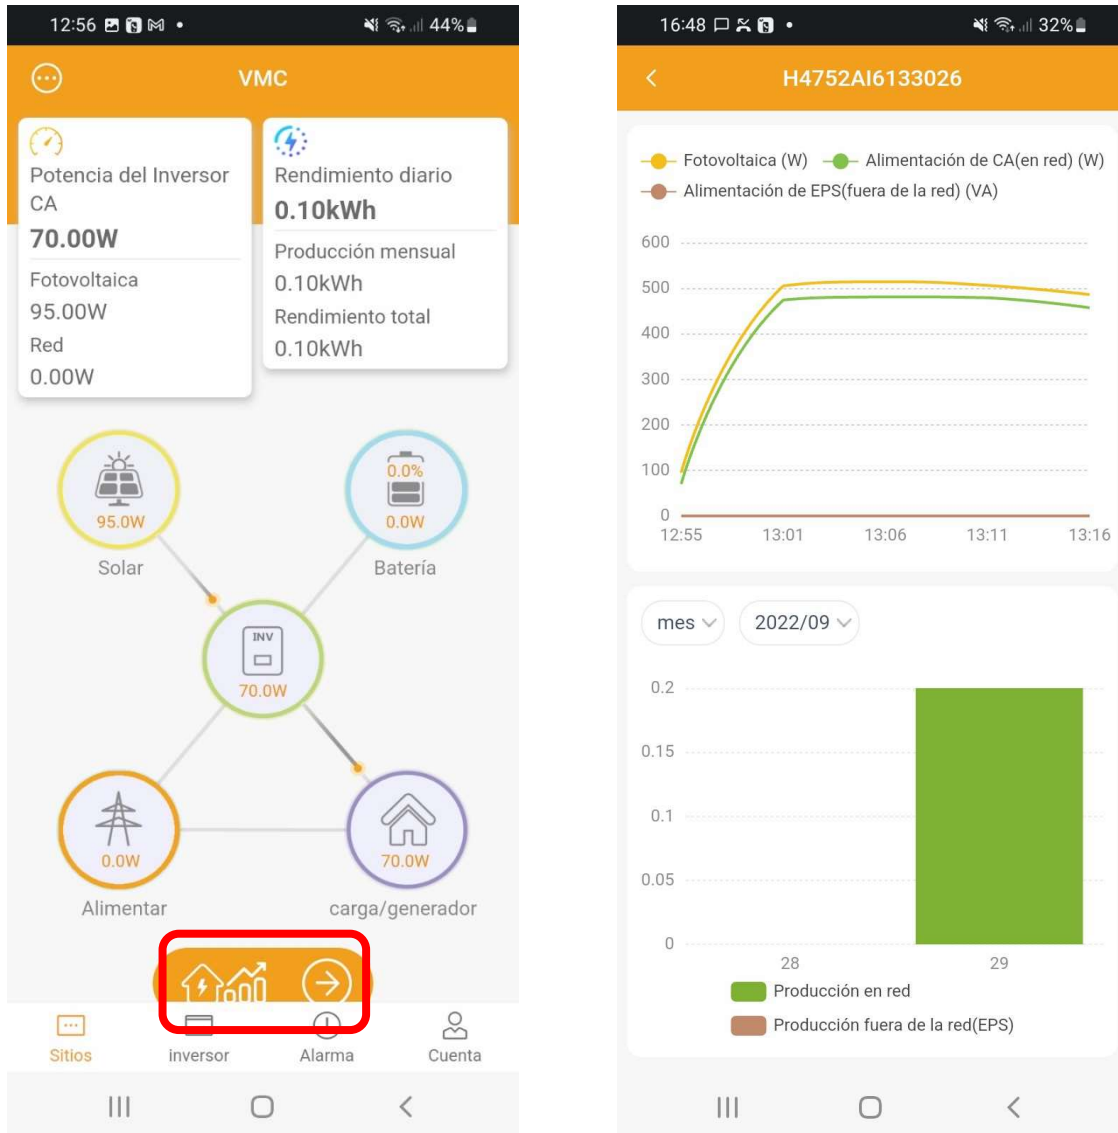 12:56
44%
VMC
Potencia del Inversor
CA
70.00W
Fotovoltaica
95.00W
Red
0.00W
Rendimiento diario
0.10kWh
Producción mensual
0.10kWh
Rendimiento total
0.10kWh
95.0W
Solar
0.0%
0.0W
Batería
INV
70.0W
0.0W
Alimentar
70.0W
carga/generador
Sitios
inversor
Alarma
Cuenta
16:48
32%
H4752AI6133026
Fotovoltaica (W)
Alimentación de CA(en red) (W)
Alimentación de EPS(fuera de la red) (VA)
600
500
400
300
200
100
0
12:55 13:01 13:06 13:11 13:16
mes
2022/09
0.2
0.15
0.1
0.05
0
28 29
Producción en red
Producción fuera de la red(EPS)